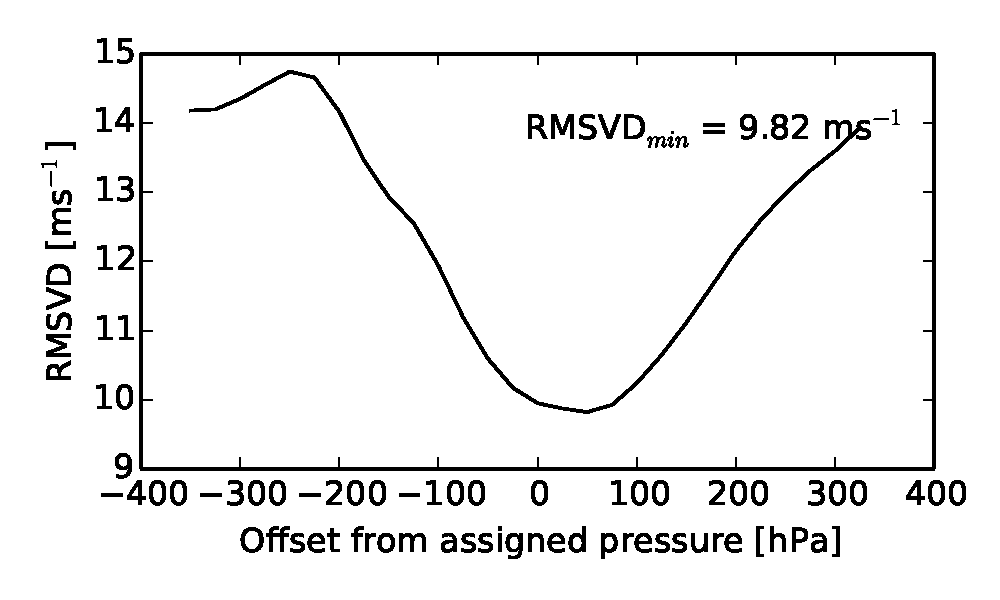 15
14
13
12
11
10
9
RMSVD [ms⁻¹]
RMSVD_min = 9.82 ms⁻¹
−400 −300 −200 −100 0 100 200 300 400
Offset from assigned pressure [hPa]